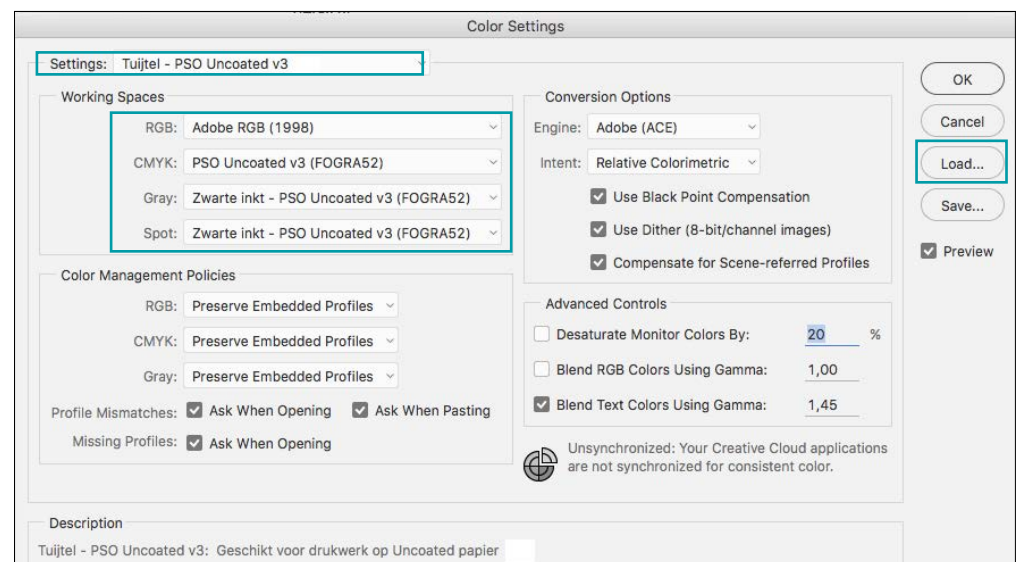 Color Settings
Settings: Tuijtel - PSO Uncoated v3
Working Spaces
RGB: Adobe RGB (1998)
CMYK: PSO Uncoated v3 (FOGRA52)
Gray: Zwarte inkt - PSO Uncoated v3 (FOGRA52)
Spot: Zwarte inkt - PSO Uncoated v3 (FOGRA52)
Color Management Policies
RGB: Preserve Embedded Profiles
CMYK: Preserve Embedded Profiles
Gray: Preserve Embedded Profiles
Profile Mismatches: Ask When Opening Ask When Pasting
Missing Profiles: Ask When Opening
Conversion Options
Engine: Adobe (ACE)
Intent: Relative Colorimetric
Use Black Point Compensation
Use Dither (8-bit/channel images)
Compensate for Scene-referred Profiles
Advanced Controls
Desaturate Monitor Colors By: 20 %
Blend RGB Colors Using Gamma: 1,00
Blend Text Colors Using Gamma: 1,45
Unsynchronized: Your Creative Cloud applications
are not synchronized for consistent color.
OK
Cancel
Load...
Save...
Preview
Description
Tuijtel - PSO Uncoated v3: Geschikt voor drukwerk op Uncoated papier